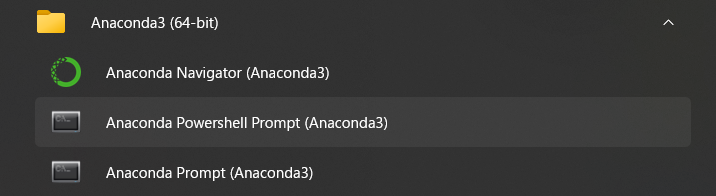 Anaconda3 (64-bit)
Anaconda Navigator (Anaconda3)
Anaconda Powershell Prompt (Anaconda3)
Anaconda Prompt (Anaconda3)